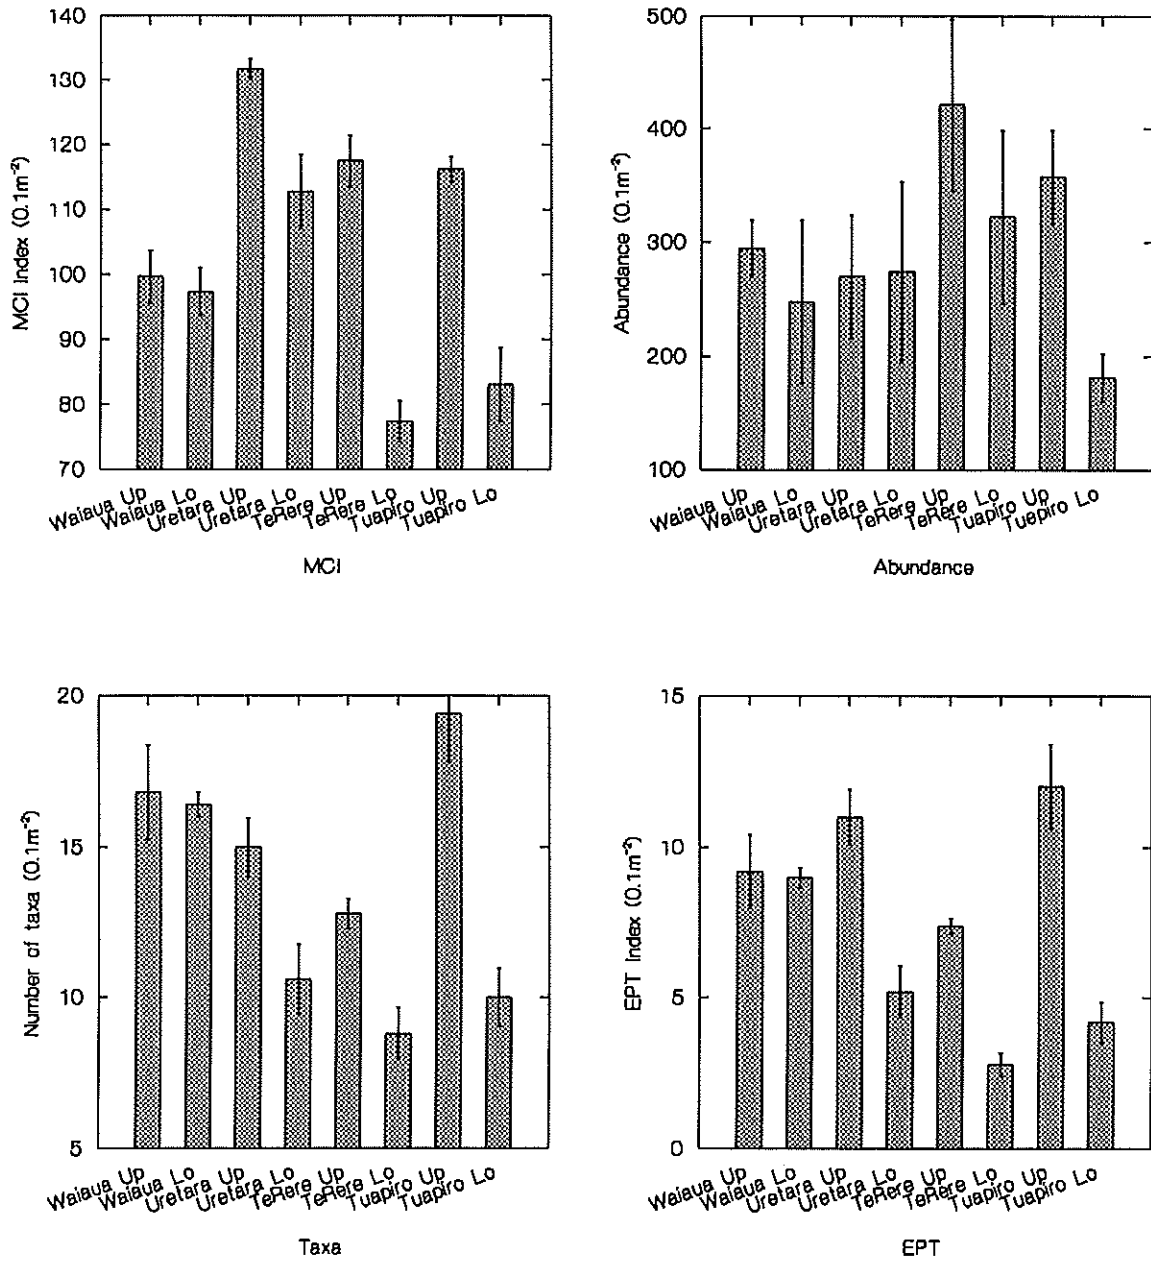 140
130
120
110
100
90
80
70
MCI Index (0.1m⁻²)
Waiaua Up
Waiaua Lo
Uretara Up
Uretara Lo
TeRere Up
TeRere Lo
Tuapiro Up
Tuapiro Lo
MCI
500
400
300
200
100
Abundance (0.1m⁻²)
Waiaua Up
Waiaua Lo
Uretara Up
Uretara Lo
TeRere Up
TeRere Lo
Tuapiro Up
Tuapiro Lo
Abundance
20
15
10
5
Number of taxa (0.1m⁻²)
Waiaua Up
Waiaua Lo
Uretara Up
Uretara Lo
TeRere Up
TeRere Lo
Tuapiro Up
Tuapiro Lo
Taxa
15
10
5
0
EPT Index (0.1m⁻²)
Waiaua Up
Waiaua Lo
Uretara Up
Uretara Lo
TeRere Up
TeRere Lo
Tuapiro Up
Tuapiro Lo
EPT